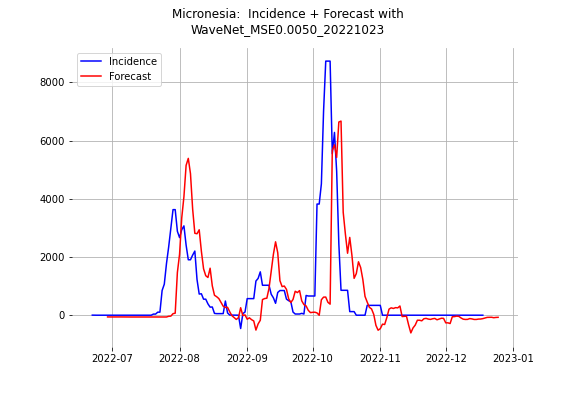 Micronesia:  Incidence + Forecast with
WaveNet_MSE0.0050_20221023
Incidence
Forecast
8000
6000
4000
2000
0
2022-07 2022-08 2022-09 2022-10 2022-11 2022-12 2023-01